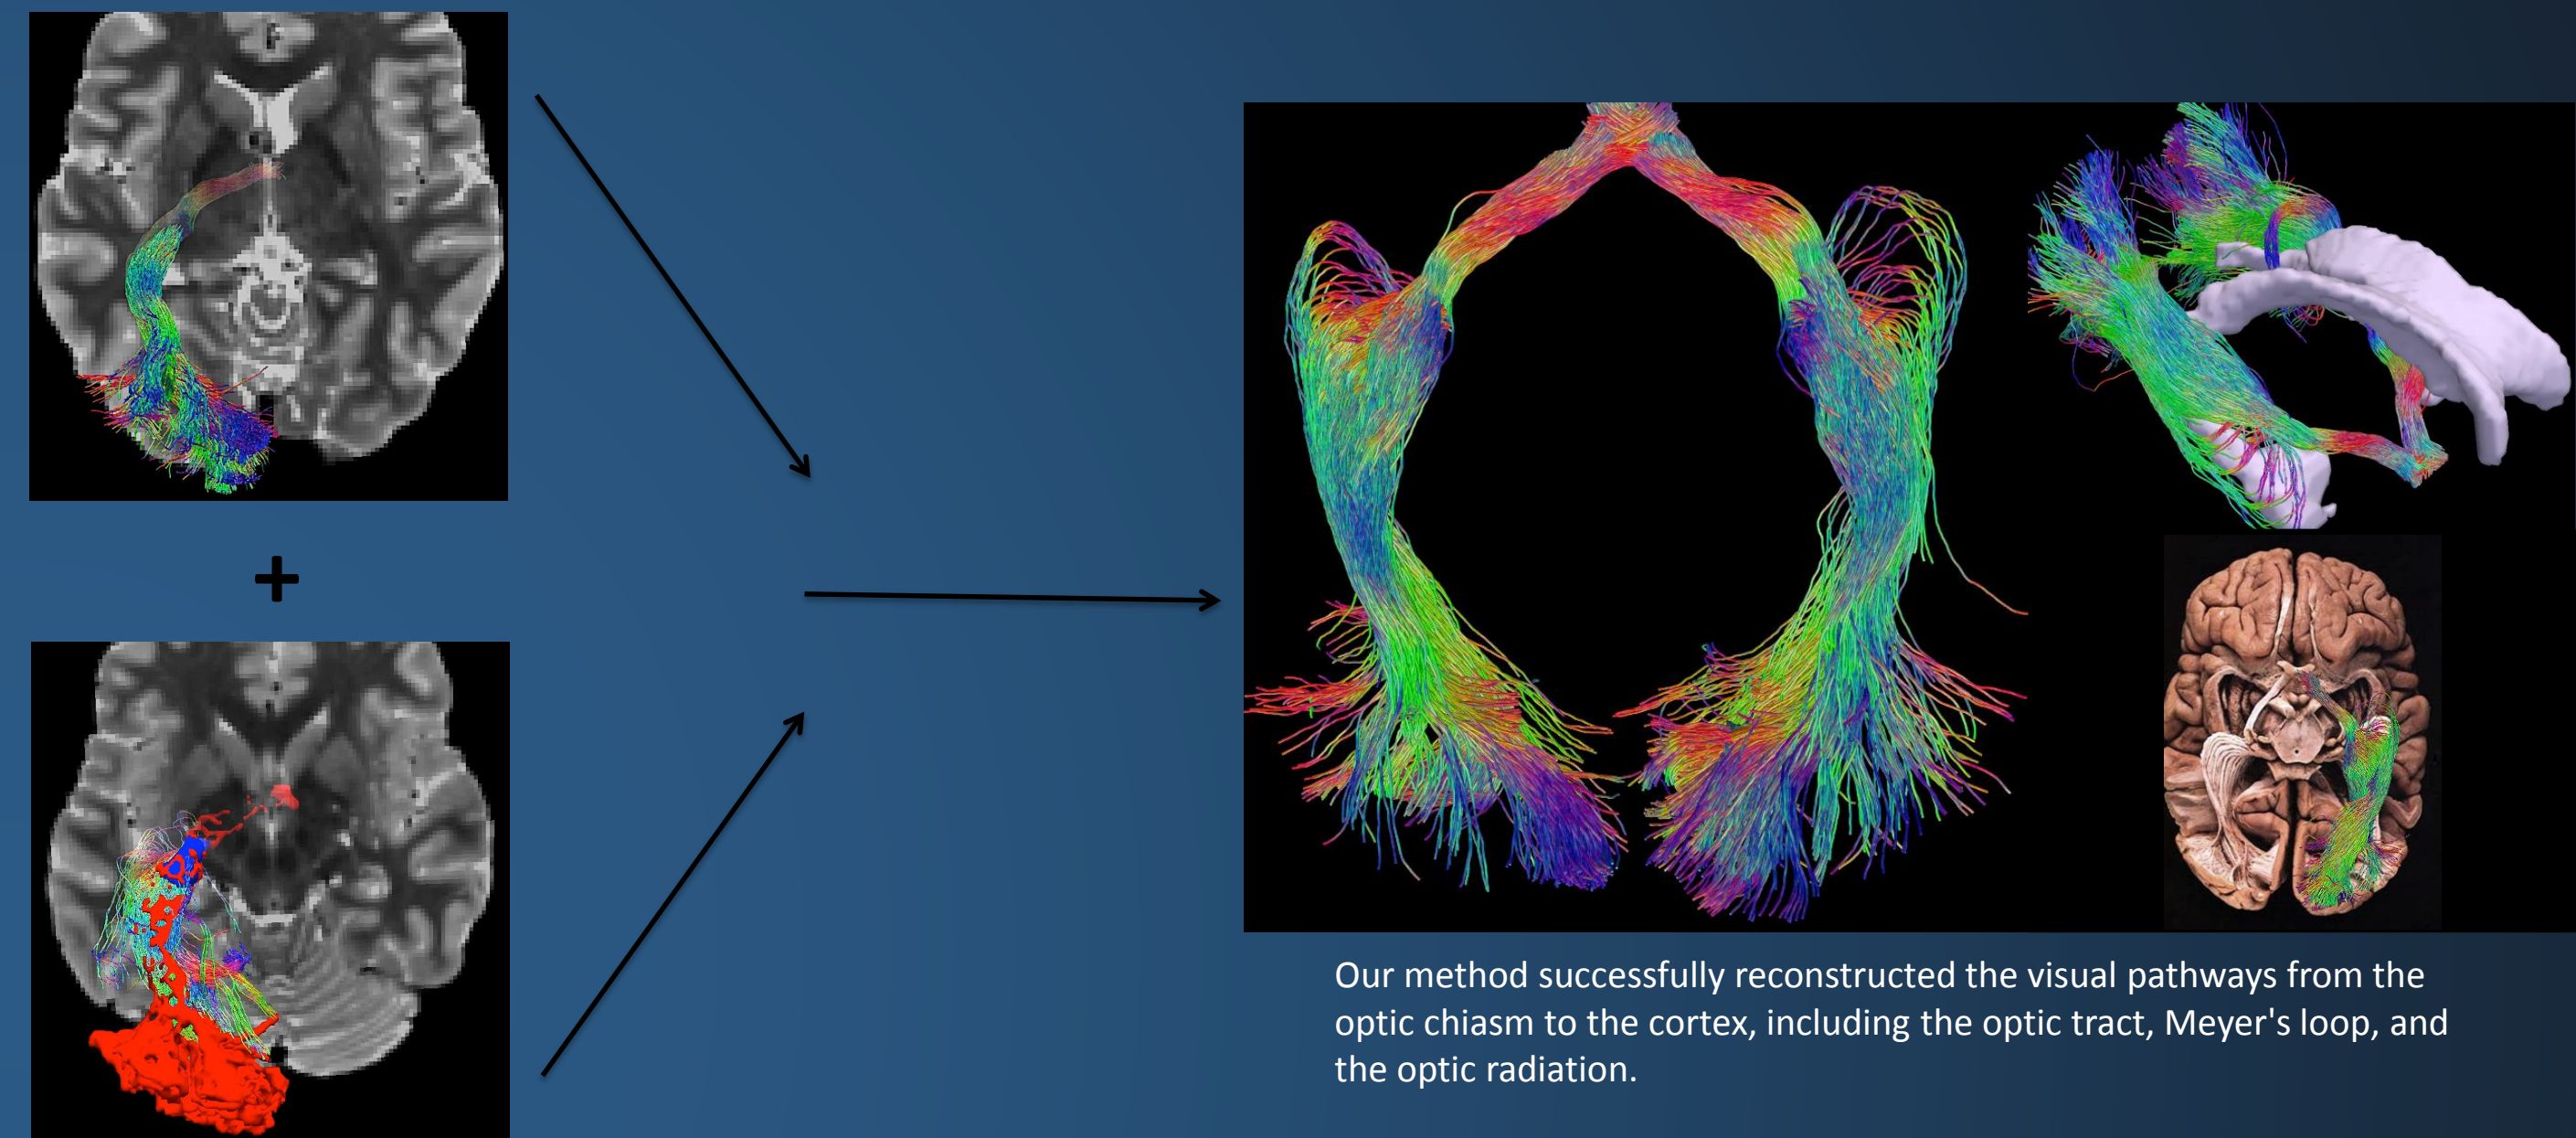 +
Our method successfully reconstructed the visual pathways from the
optic chiasm to the cortex, including the optic tract, Meyer's loop, and
the optic radiation.